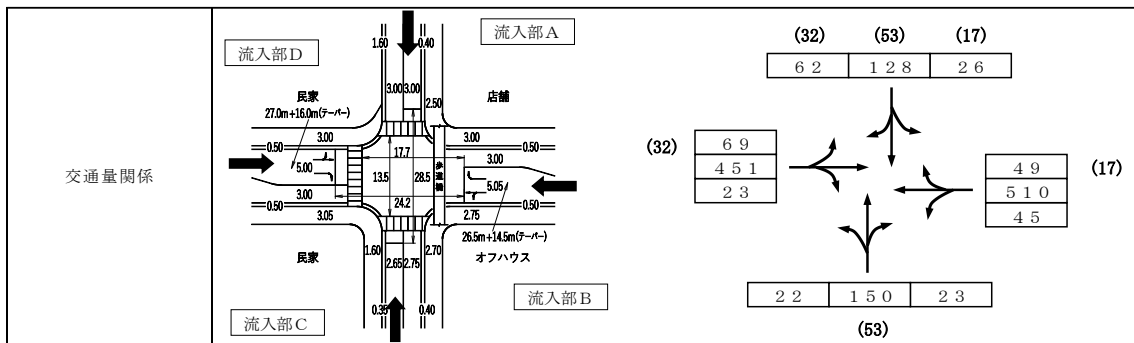 交通量関係
流入部D
流入部A
1.60
0.40
3.00 3.00
2.50
民家
店舗
27.0m+16.0m(テーパー)
3.00
3.00
0.50
0.50
17.7
3.00
5.00
13.5
28.5
歩道橋
5.05
3.00
24.2
0.50
0.50
3.05
2.75
26.5m+14.5m(テーパー)
1.60
2.65 2.75
2.70
民家
オフハウス
0.35
0.40
流入部C
流入部B
(32) (53) (17)
62 128 26
(32)
69
451
23
49
510
45
(17)
22 150 23
(53)